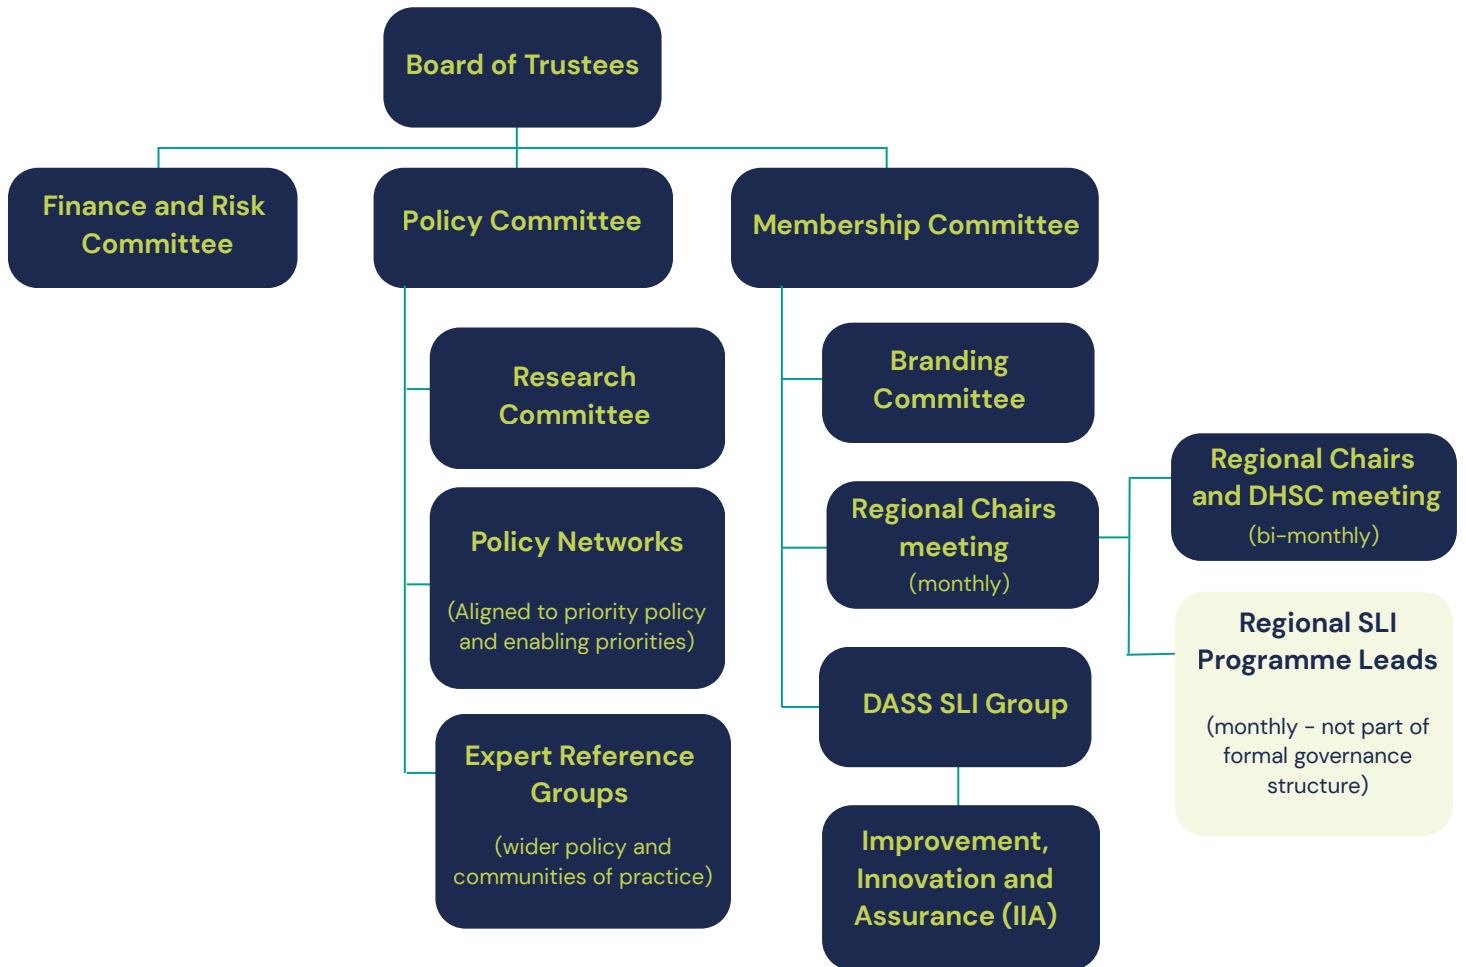 Board of Trustees
Finance and Risk
Committee
Policy Committee
Membership Committee
Research
Committee
Policy Networks
(Aligned to priority policy
and enabling priorities)
Expert Reference
Groups
(wider policy and
communities of practice)
Branding
Committee
Regional Chairs
meeting
(monthly)
Regional Chairs
and DHSC meeting
(bi-monthly)
Regional SLI
Programme Leads
(monthly - not part of
formal governance
structure)
DASS SLI Group
Improvement,
Innovation and
Assurance (IIA)